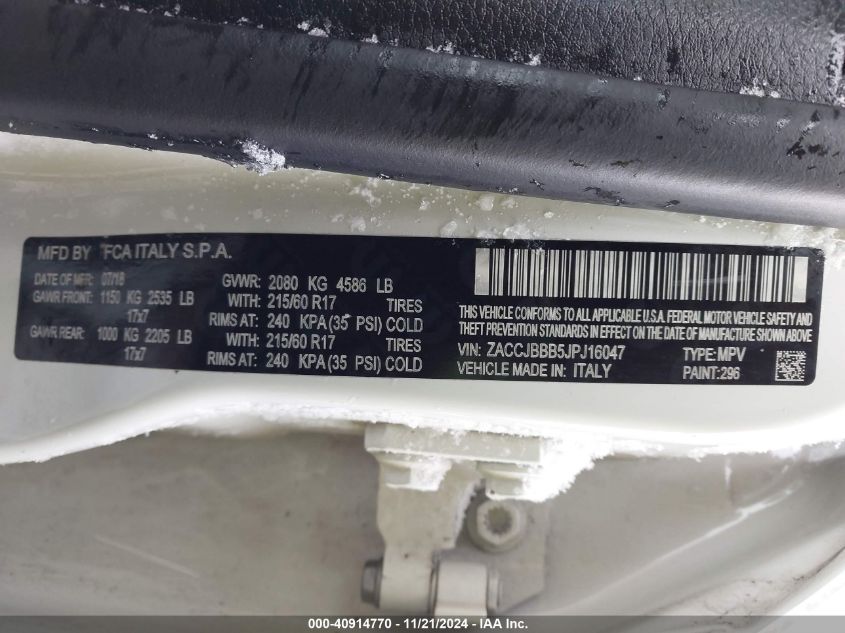 MFD BY FCA ITALY S.P.A.
DATE OF MFR: 07/18 GVWR: 2080 KG 4586 LB
GAWR FRONT: 1150 KG 2535 LB WITH: 215/60 R17 TIRES
17x7 RIMS AT: 240 KPA (35 PSI) COLD
GAWR REAR: 1000 KG 2205 LB WITH: 215/60 R17 TIRES
17x7 RIMS AT: 240 KPA (35 PSI) COLD
THIS VEHICLE CONFORMS TO ALL APPLICABLE U.S.A. FEDERAL MOTOR VEHICLE SAFETY AND
THEFT PREVENTION STANDARDS IN EFFECT ON THE DATE OF MANUFACTURE SHOWN ABOVE
VIN: ZACCJBBB5JPJ16047 TYPE: MPV
VEHICLE MADE IN: ITALY PAINT: 296
000-40914770 - 11/21/2024 - IAA Inc.